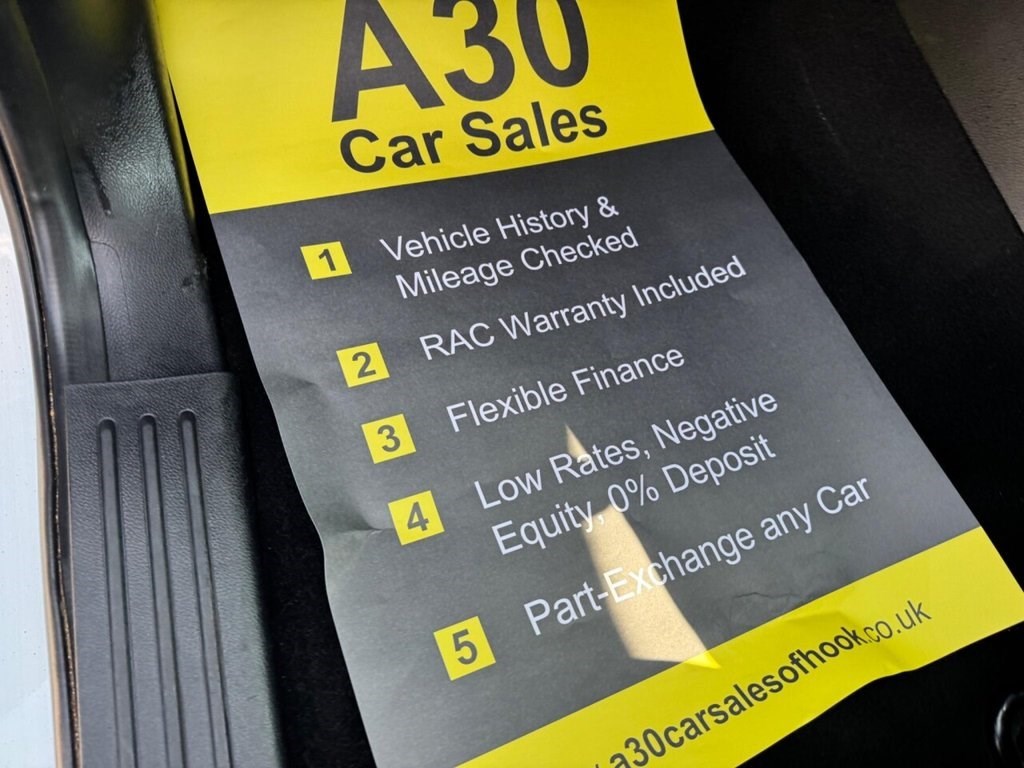 A30
Car Sales
1 Vehicle History &
Mileage Checked
2 RAC Warranty Included
3 Flexible Finance
4 Low Rates, Negative
Equity, 0% Deposit
5 Part-Exchange any Car
a30carsalesofhook.co.uk